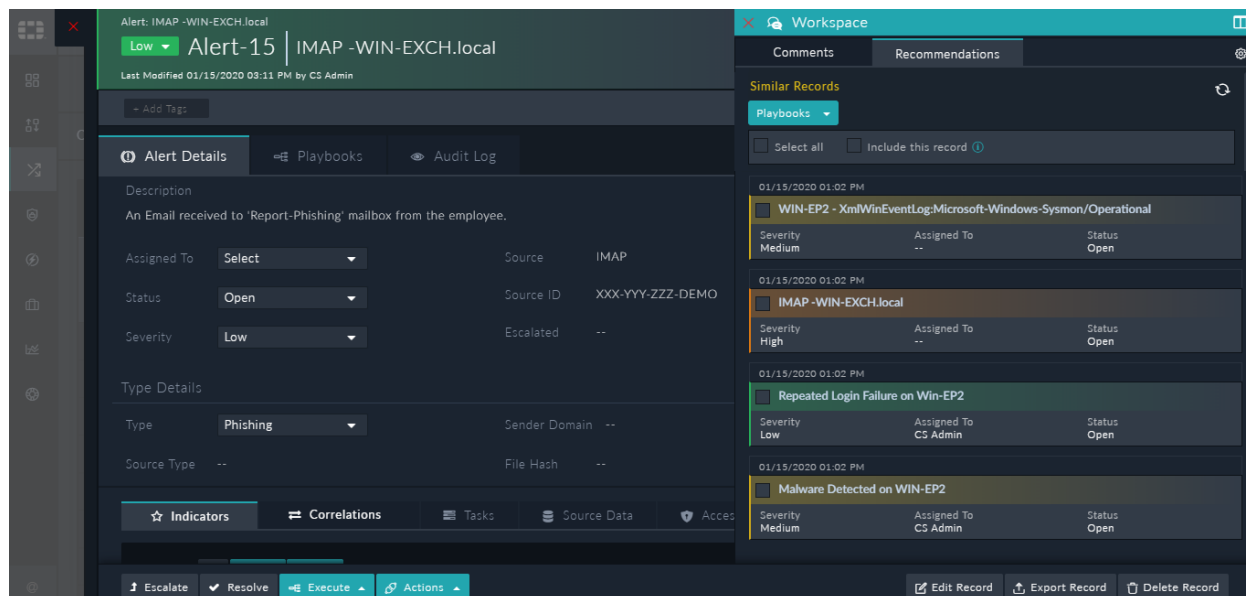 Alert: IMAP -WIN-EXCH.local
Low Alert-15 IMAP -WIN-EXCH.local
Last Modified 01/15/2020 03:11 PM by CS Admin
+ Add Tags
Alert Details Playbooks Audit Log
Description
An Email received to 'Report-Phishing' mailbox from the employee.
Assigned To Select Source IMAP
Status Open Source ID XXX-YYY-ZZZ-DEMO
Severity Low Escalated --
Type Details
Type Phishing Sender Domain --
Source Type -- File Hash --
Indicators Correlations Tasks Source Data Acces
Escalate Resolve Execute Actions Edit Record Export Record Delete Record
Workspace
Comments Recommendations
Similar Records
Playbooks
Select all Include this record
01/15/2020 01:02 PM
WIN-EP2 - XmlWinEventLog:Microsoft-Windows-Sysmon/Operational
Severity Assigned To Status
Medium -- Open
01/15/2020 01:02 PM
IMAP -WIN-EXCH.local
Severity Assigned To Status
High -- Open
01/15/2020 01:02 PM
Repeated Login Failure on Win-EP2
Severity Assigned To Status
Low CS Admin Open
01/15/2020 01:02 PM
Malware Detected on WIN-EP2
Severity Assigned To Status
Medium CS Admin Open